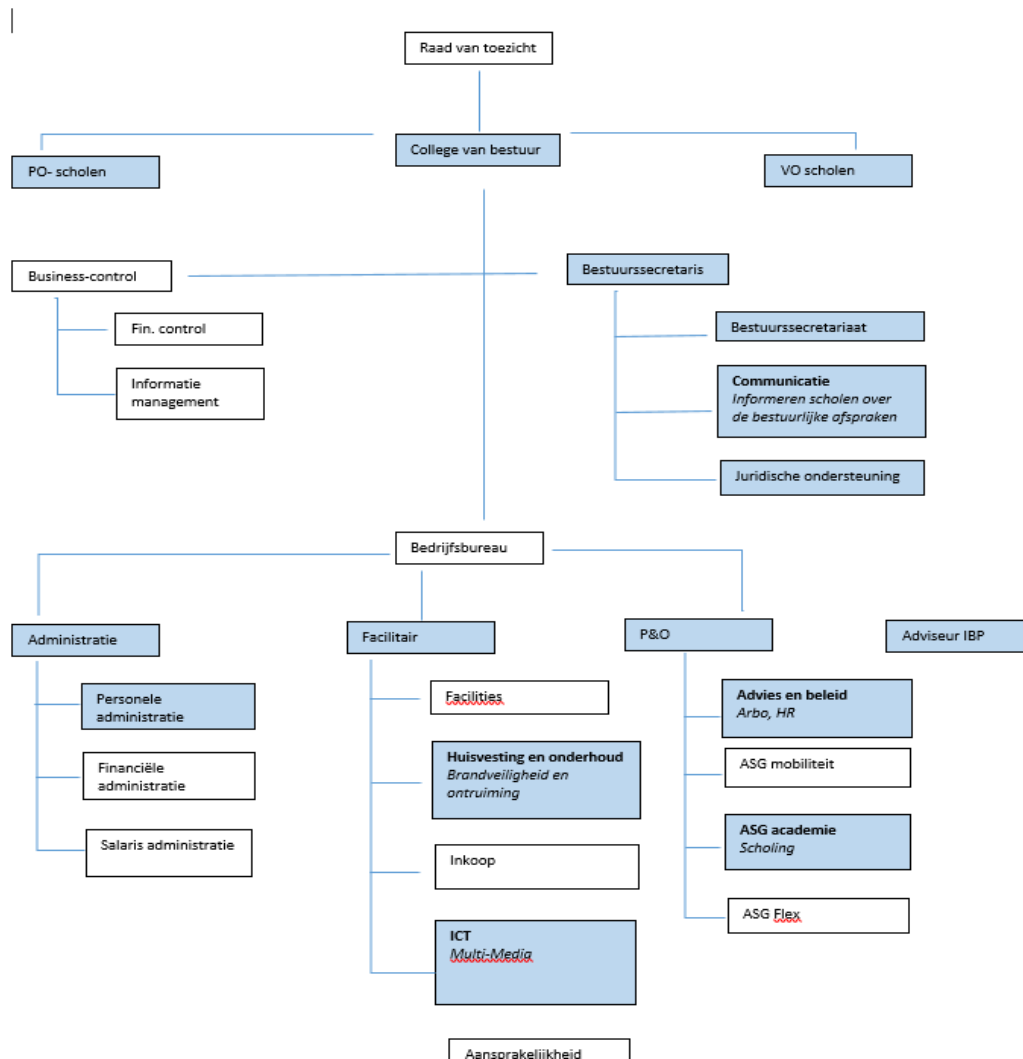 Raad van toezicht
College van bestuur
PO- scholen
VO scholen
Business-control
Bestuurssecretaris
Fin. control
Bestuurssecretariaat
Informatie
management
Communicatie
Informeren scholen over
de bestuurlijke afspraken
Juridische ondersteuning
Bedrijfsbureau
Administratie
Facilitair
P&O
Adviseur IBP
Personele
administratie
Financiële
administratie
Salaris administratie
Facilities
Huisvesting en onderhoud
Brandveiligheid en
ontruiming
Inkoop
ICT
Multi-Media
Advies en beleid
Arbo, HR
ASG mobiliteit
ASG academie
Scholing
ASG Flex
Aansprakelijkheid